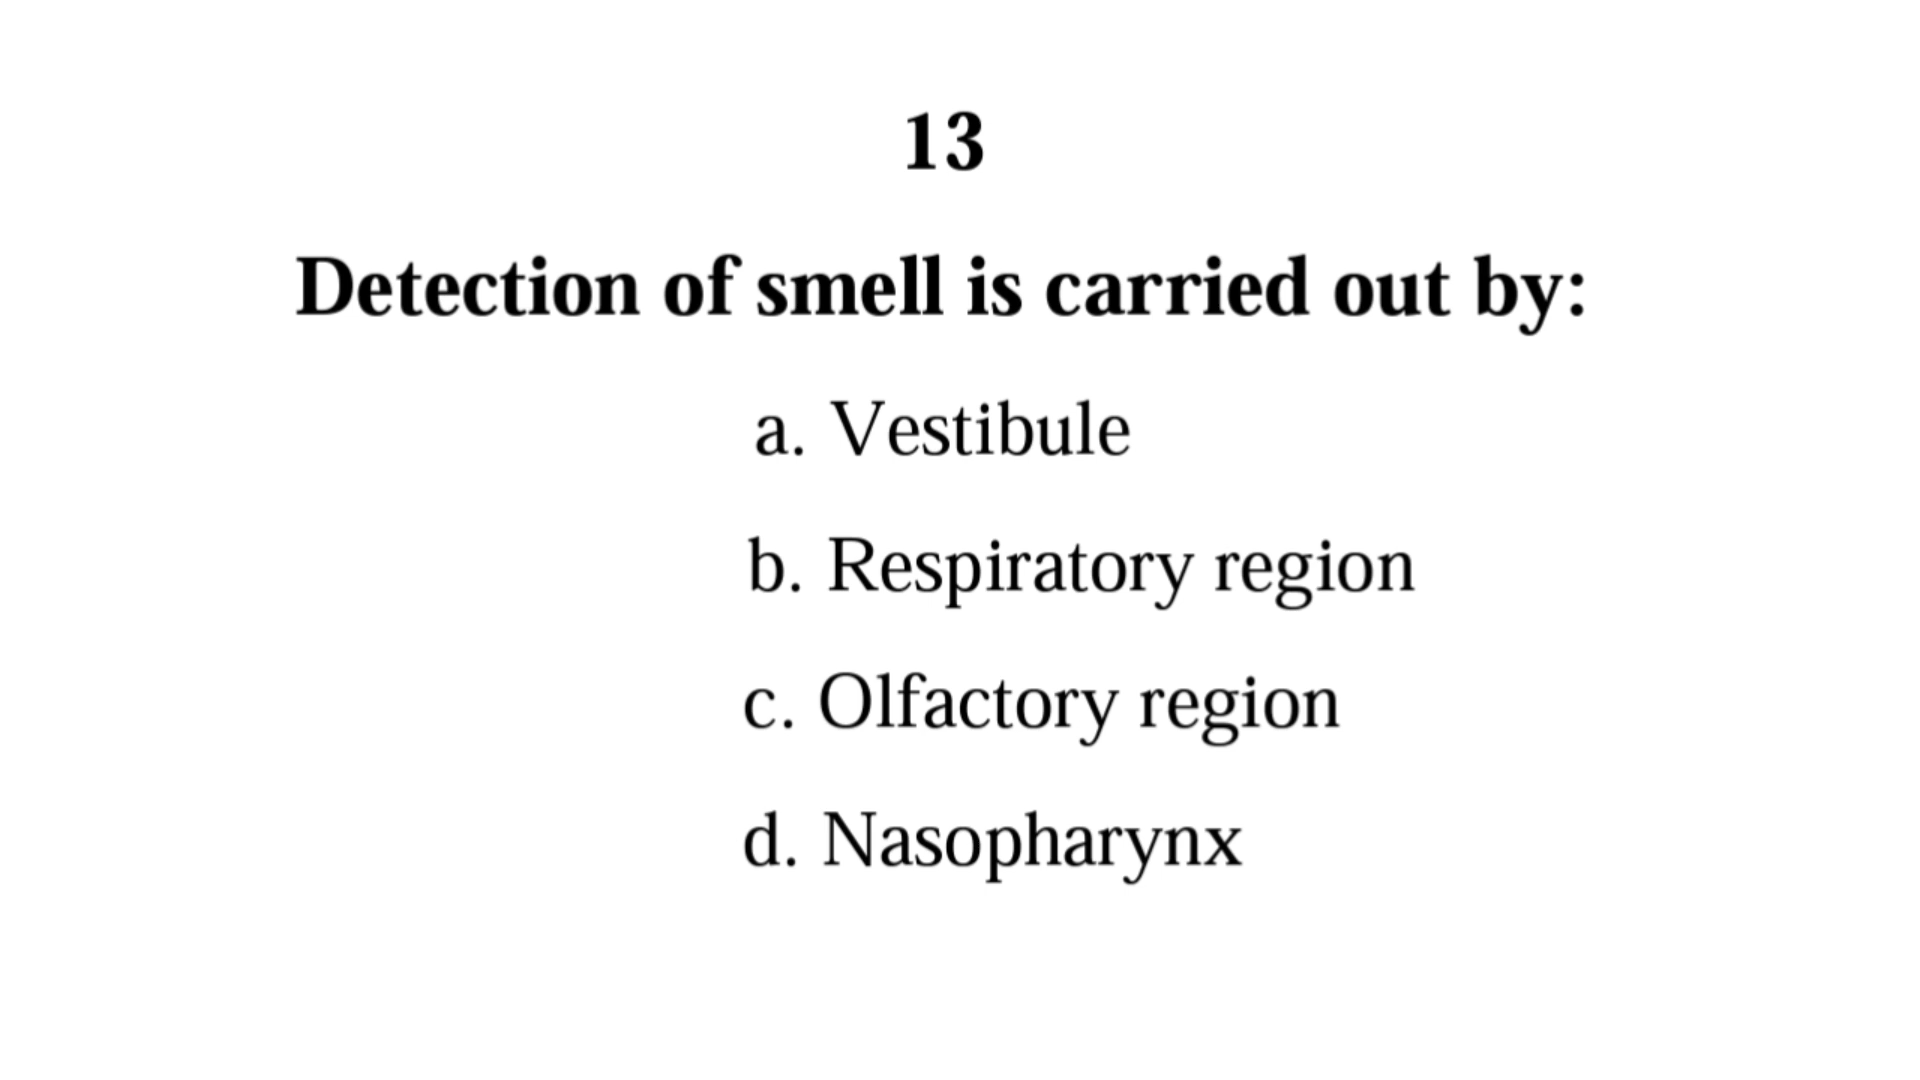 13
Detection of smell is carried out by:
a. Vestibule
b. Respiratory region
c. Olfactory region
d. Nasopharynx